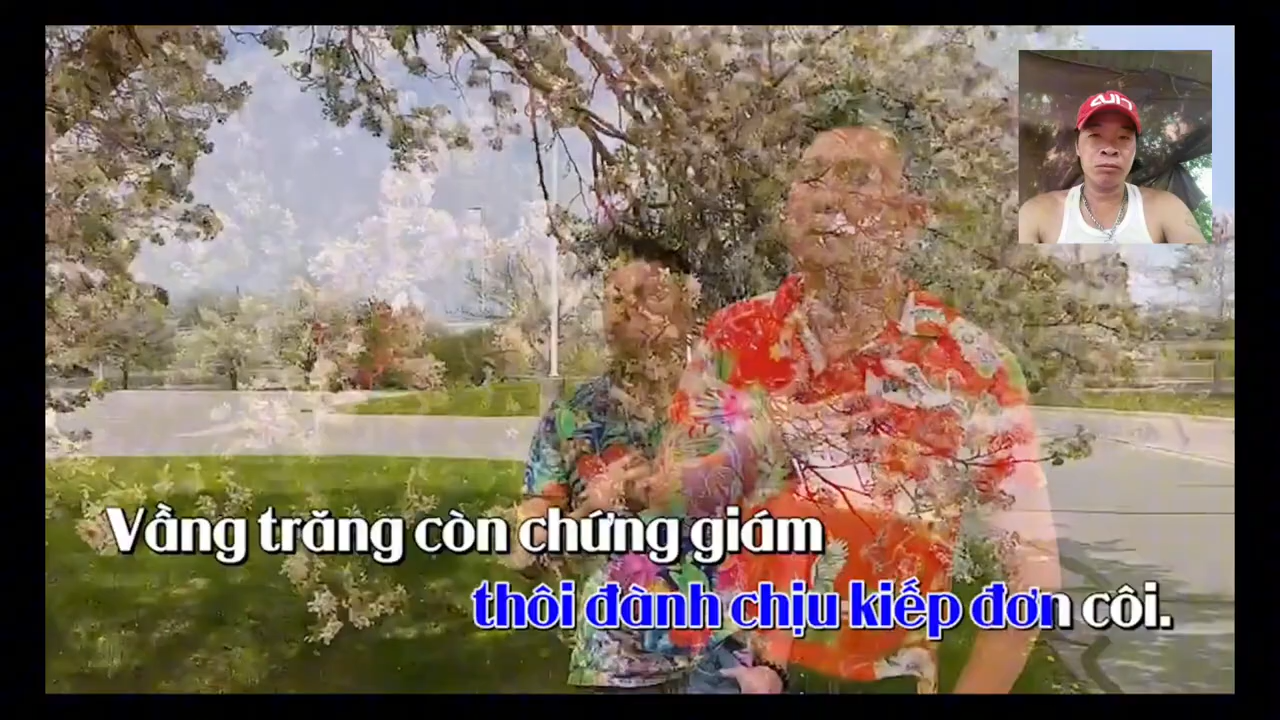 Vầng trăng còn chứng giám
thôi đành chịu kiếp đơn côi.